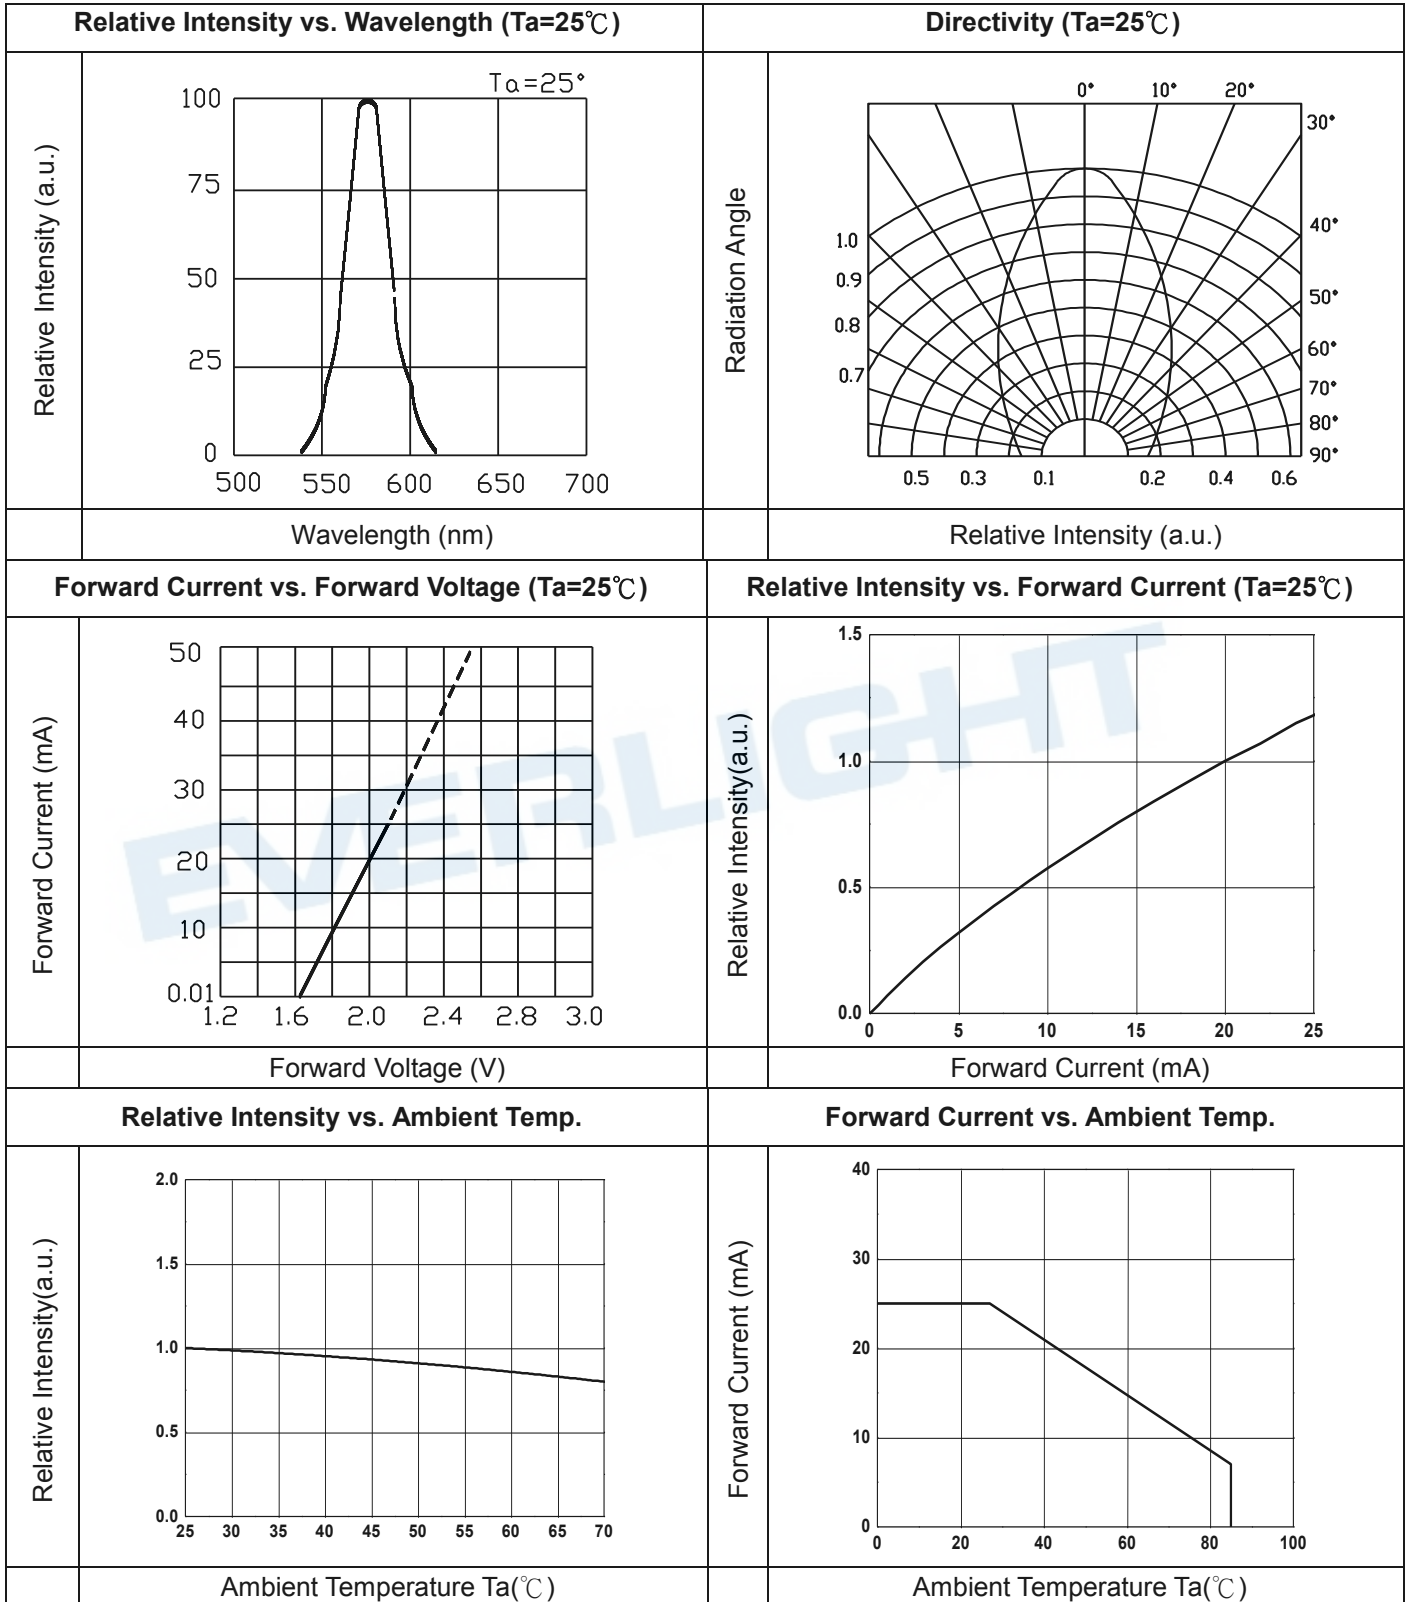 Relative Intensity vs. Wavelength (Ta=25℃)
Directivity (Ta=25℃)
Relative Intensity (a.u.)
Ta=25°
100
75
50
25
0
500 550 600 650 700
Wavelength (nm)
Radiation Angle
0° 10° 20°
30°
40°
50°
60°
70°
80°
90°
1.0
0.9
0.8
0.7
0.5 0.3 0.1 0.2 0.4 0.6
Relative Intensity (a.u.)
Forward Current vs. Forward Voltage (Ta=25℃)
Relative Intensity vs. Forward Current (Ta=25℃)
Forward Current (mA)
50
40
30
20
10
0.01
1.2 1.6 2.0 2.4 2.8 3.0
Forward Voltage (V)
Relative Intensity(a.u.)
1.5
1.0
0.5
0.0
0 5 10 15 20 25
Forward Current (mA)
EVERLIGHT
Relative Intensity vs. Ambient Temp.
Forward Current vs. Ambient Temp.
Relative Intensity(a.u.)
2.0
1.5
1.0
0.5
0.0
25 30 35 40 45 50 55 60 65 70
Ambient Temperature Ta(℃)
Forward Current (mA)
40
30
20
10
0
0 20 40 60 80 100
Ambient Temperature Ta(℃)